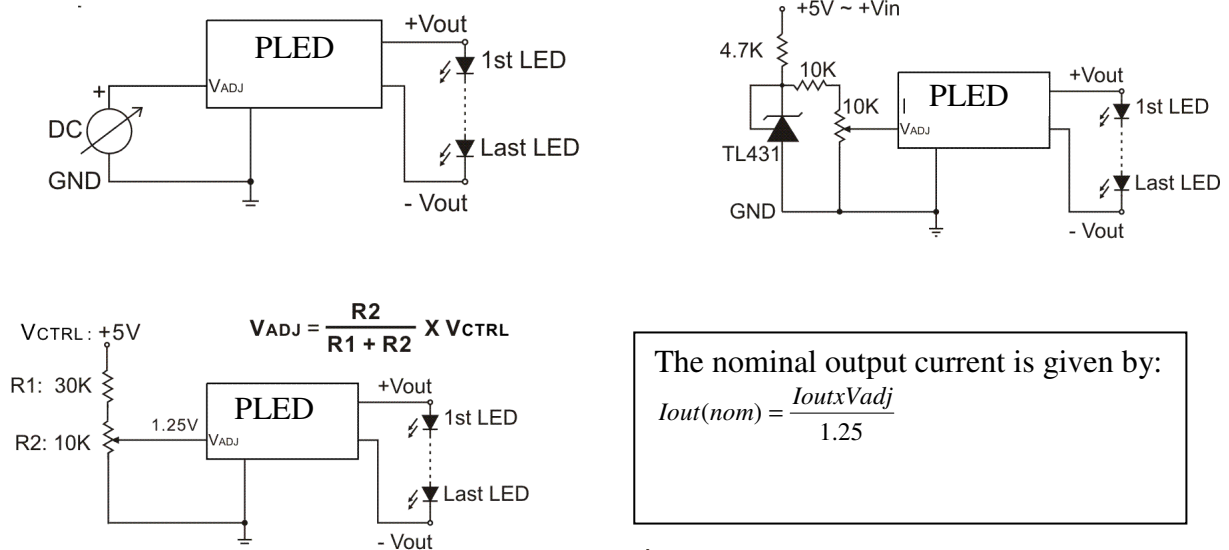 PLED
VADJ
+Vout
1st LED
+
DC
GND
Last LED
- Vout
+5V ~ +Vin
4.7K
10K
10K
TL431
GND
I
PLED
VADJ
+Vout
1st LED
Last LED
- Vout
VCTRL: +5V
R1: 30K
R2: 10K
VADJ = R2 / R1 + R2 X VCTRL
1.25V
PLED
VADJ
+Vout
1st LED
Last LED
- Vout
The nominal output current is given by:
Iout(nom) = IoutxVadj / 1.25